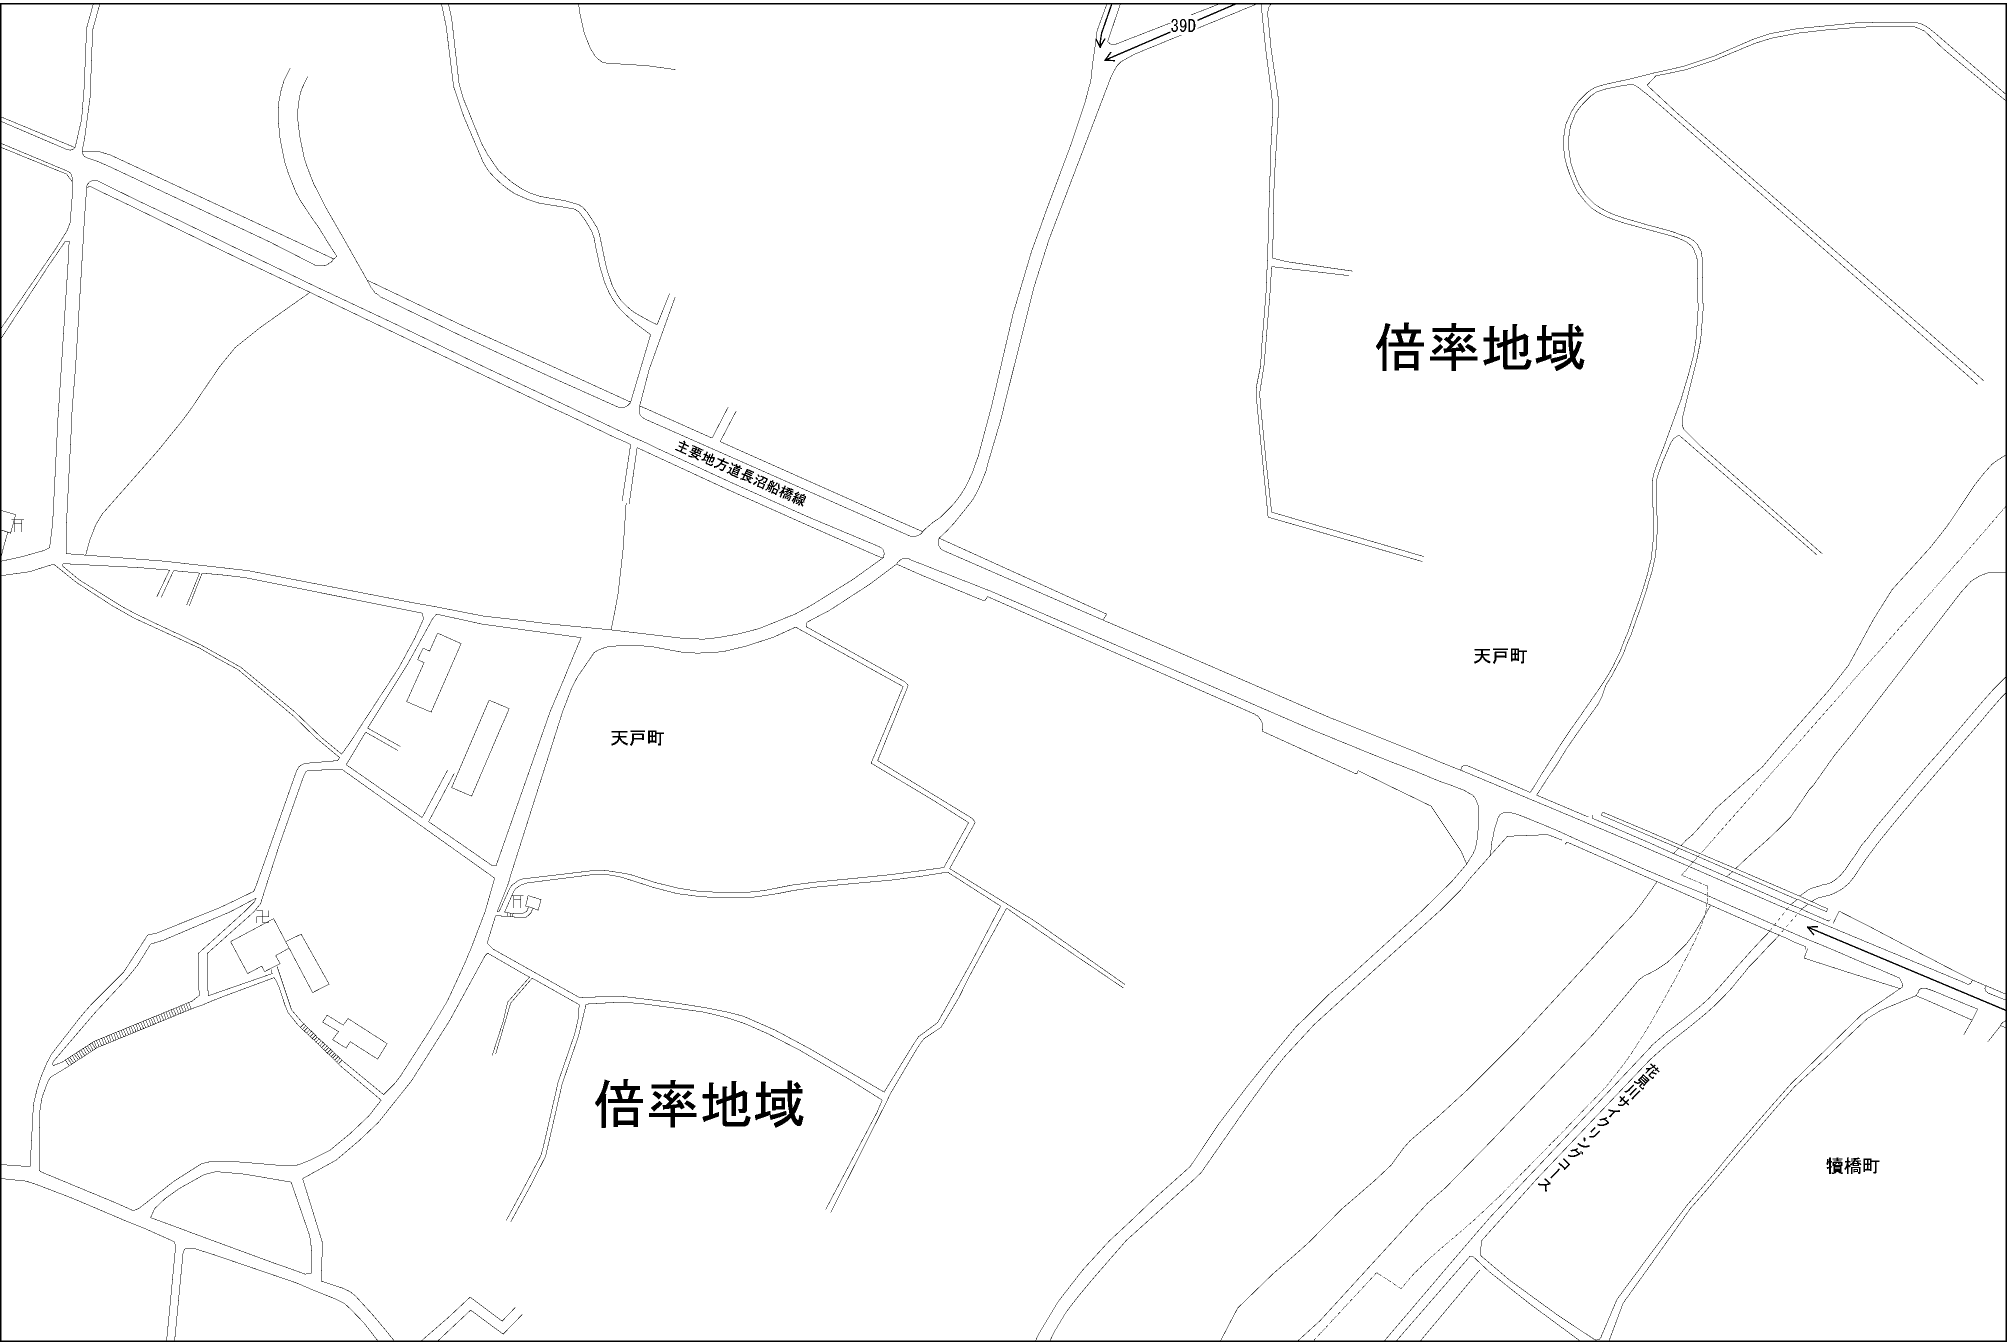 39D
倍率地域
主要地方道長沼船橋線
天戸町
天戸町
倍率地域
花見川サイクリングコース
犢橋町